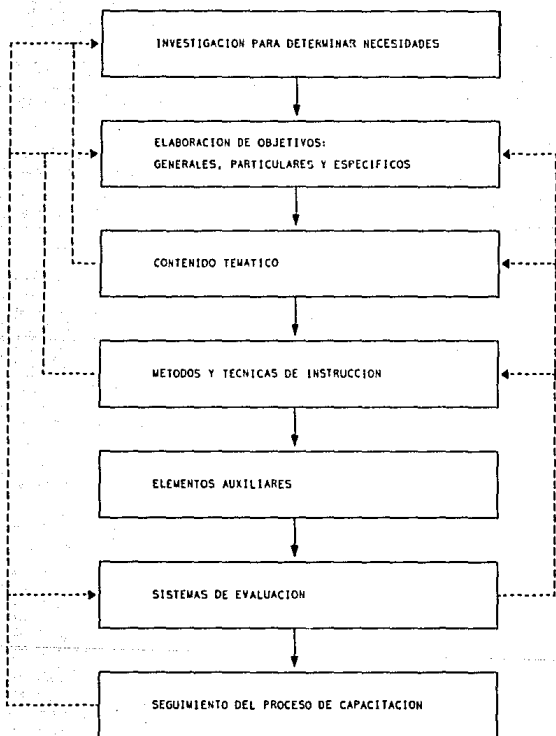 INVESTIGACION PARA DETERMINAR NECESIDADES
ELABORACION DE OBJETIVOS:
GENERALES, PARTICULARES Y ESPECIFICOS
CONTENIDO TEMATICO
METODOS Y TECNICAS DE INSTRUCCION
ELEMENTOS AUXILIARES
SISTEMAS DE EVALUACION
SEGUIMIENTO DEL PROCESO DE CAPACITACION